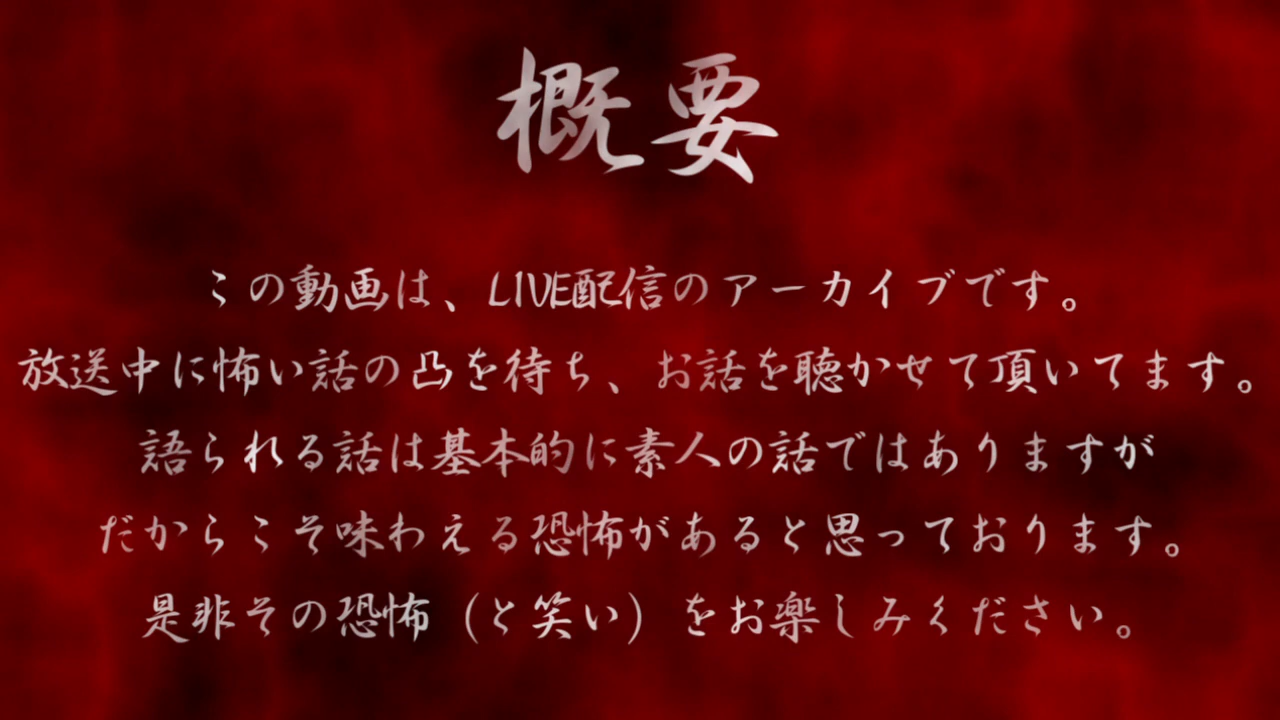 概要
この動画は、LIVE配信のアーカイブです。
放送中に怖い話の凸を待ち、お話を聴かせて頂いてます。
語られる話は基本的に素人の話ではありますが
だからこそ味わえる恐怖があると思っております。
是非その恐怖（と笑い）をお楽しみください。